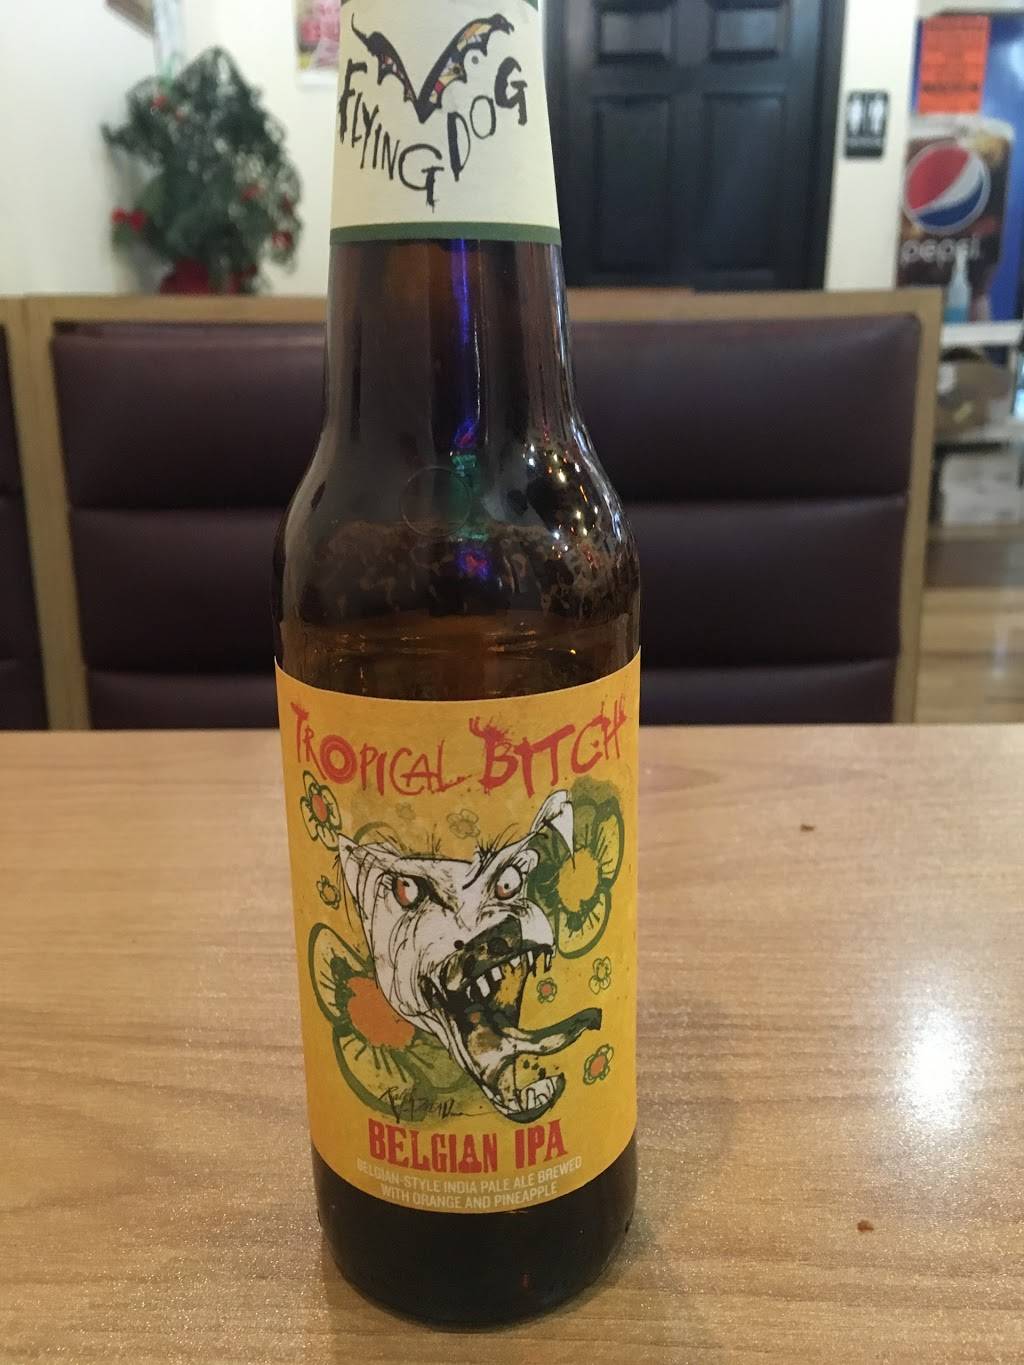 FLYING DOG
pepsi
TROPICAL BITCH
BELGIAN IPA
BELGIAN-STYLE INDIA PALE ALE BREWED
WITH ORANGE AND PINEAPPLE